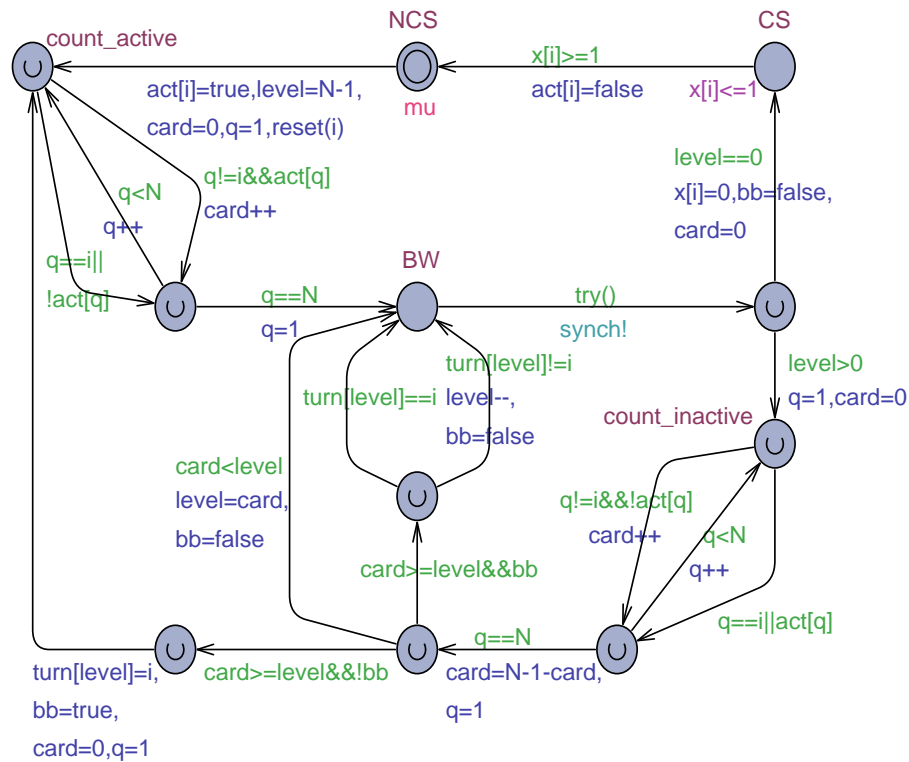 NCS
CS
count_active
x[i]>=1
act[i]=true,level=N-1,
act[i]=false
x[i]<=1
mu
card=0,q=1,reset(i)
level==0
q!=i&&act[q]
q<N
x[i]=0,bb=false,
card++
q++
card=0
q==i||
BW
!act[q]
q==N
try()
q=1
synch!
turn[level]!=i
level>0
turn[level]==i
level--,
q=1,card=0
count_inactive
bb=false
card<level
level=card,
q!=i&&!act[q]
bb=false
card++
q<N
card>=level&&bb
q++
q==i||act[q]
q==N
turn[level]=i,
card>=level&&!bb
card=N-1-card,
bb=true,
q=1
card=0,q=1